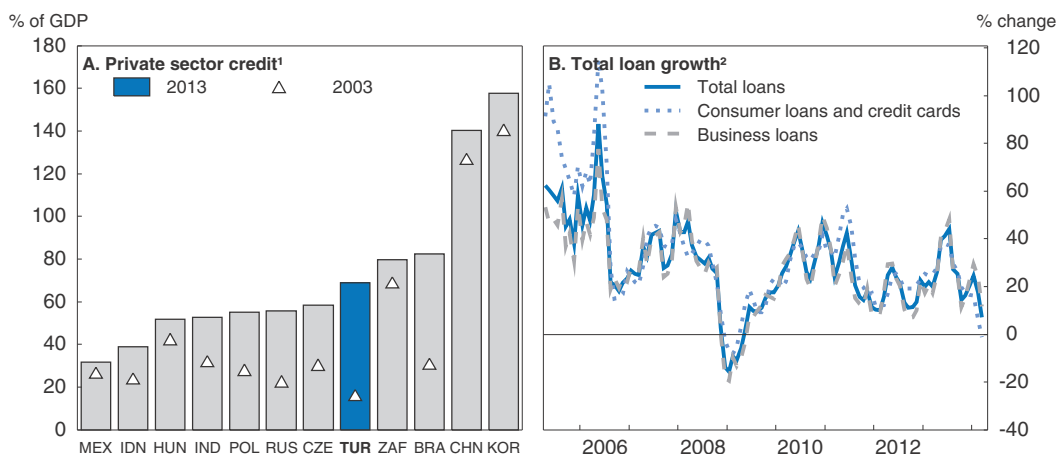 % of GDP
% change
A. Private sector credit¹
2013
2003
180
160
140
120
100
80
60
40
20
0
MEX IDN HUN IND POL RUS CZE TUR ZAF BRA CHN KOR
B. Total loan growth²
Total loans
Consumer loans and credit cards
Business loans
120
100
80
60
40
20
0
-20
-40
2006 2008 2010 2012